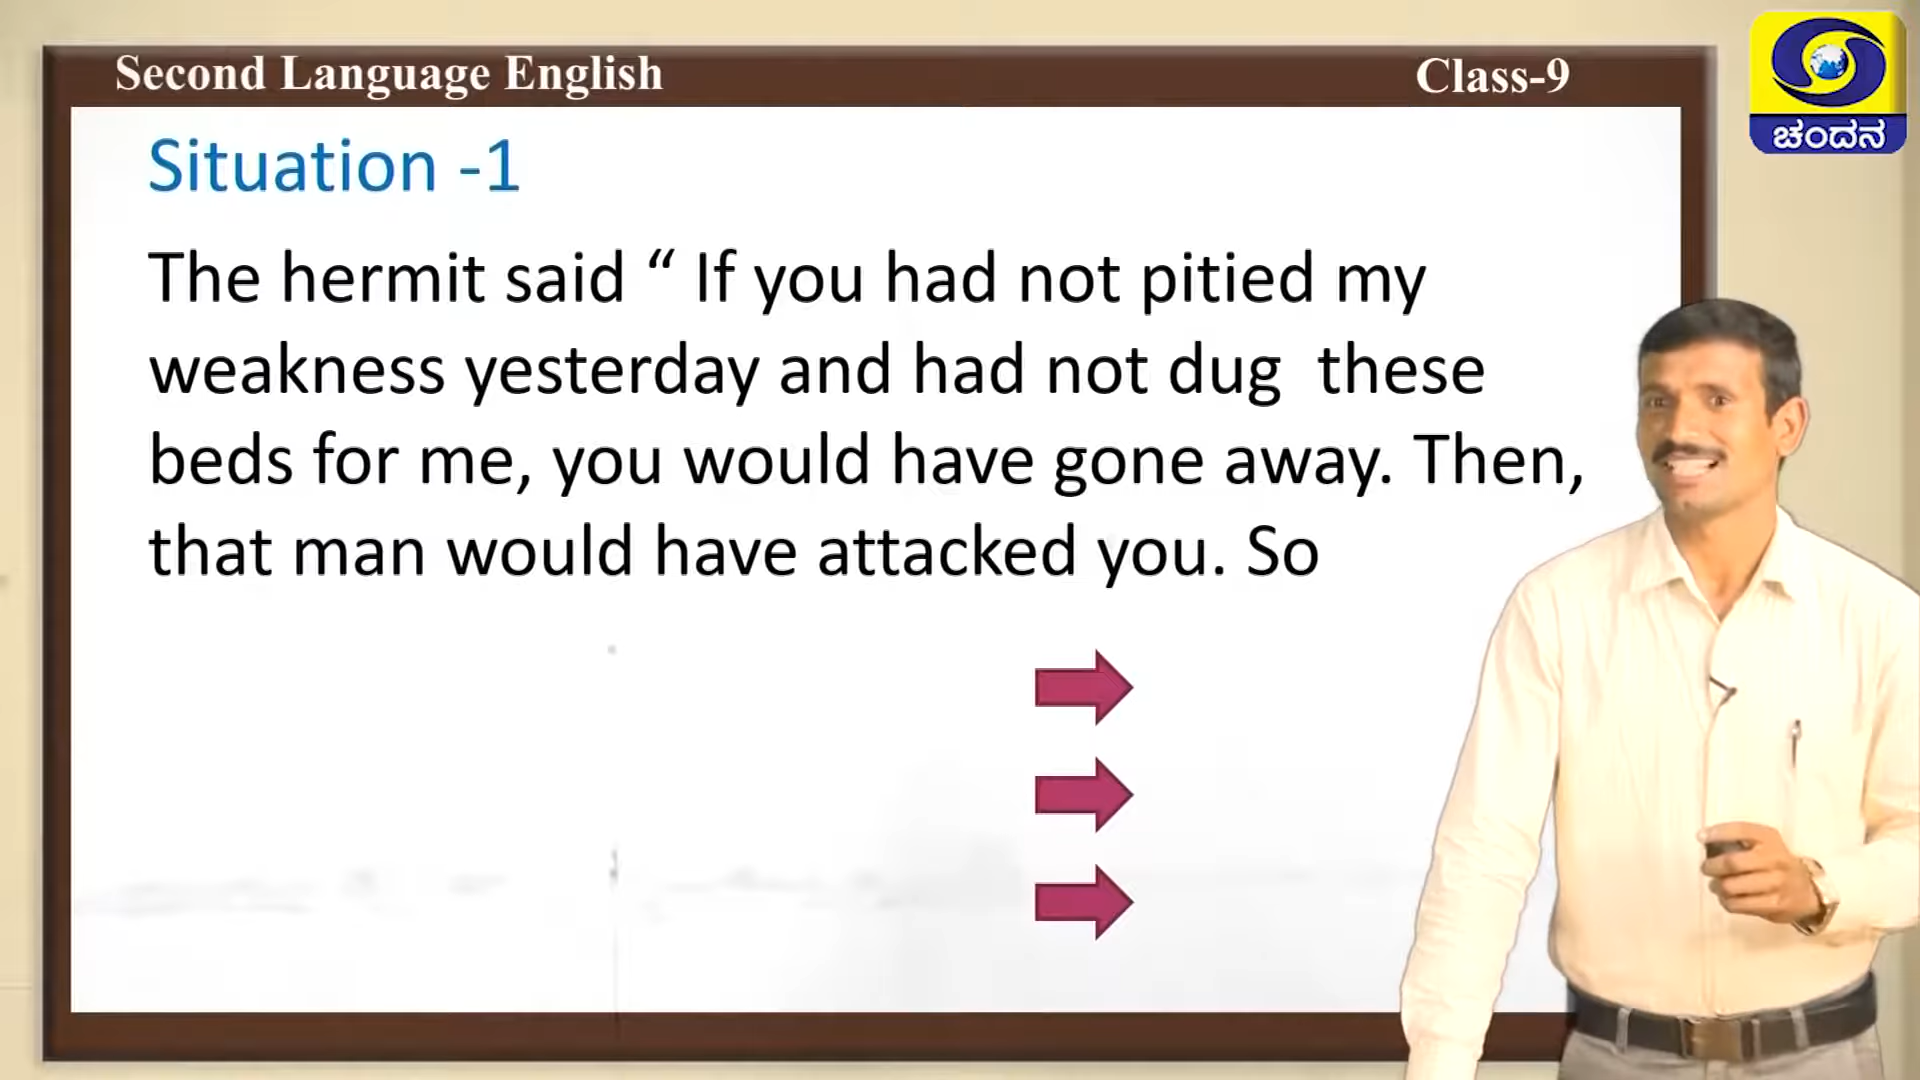 Second Language English
Class-9
ಚಂದನ
Situation -1
The hermit said “ If you had not pitied my
weakness yesterday and had not dug  these
beds for me, you would have gone away. Then,
that man would have attacked you. So